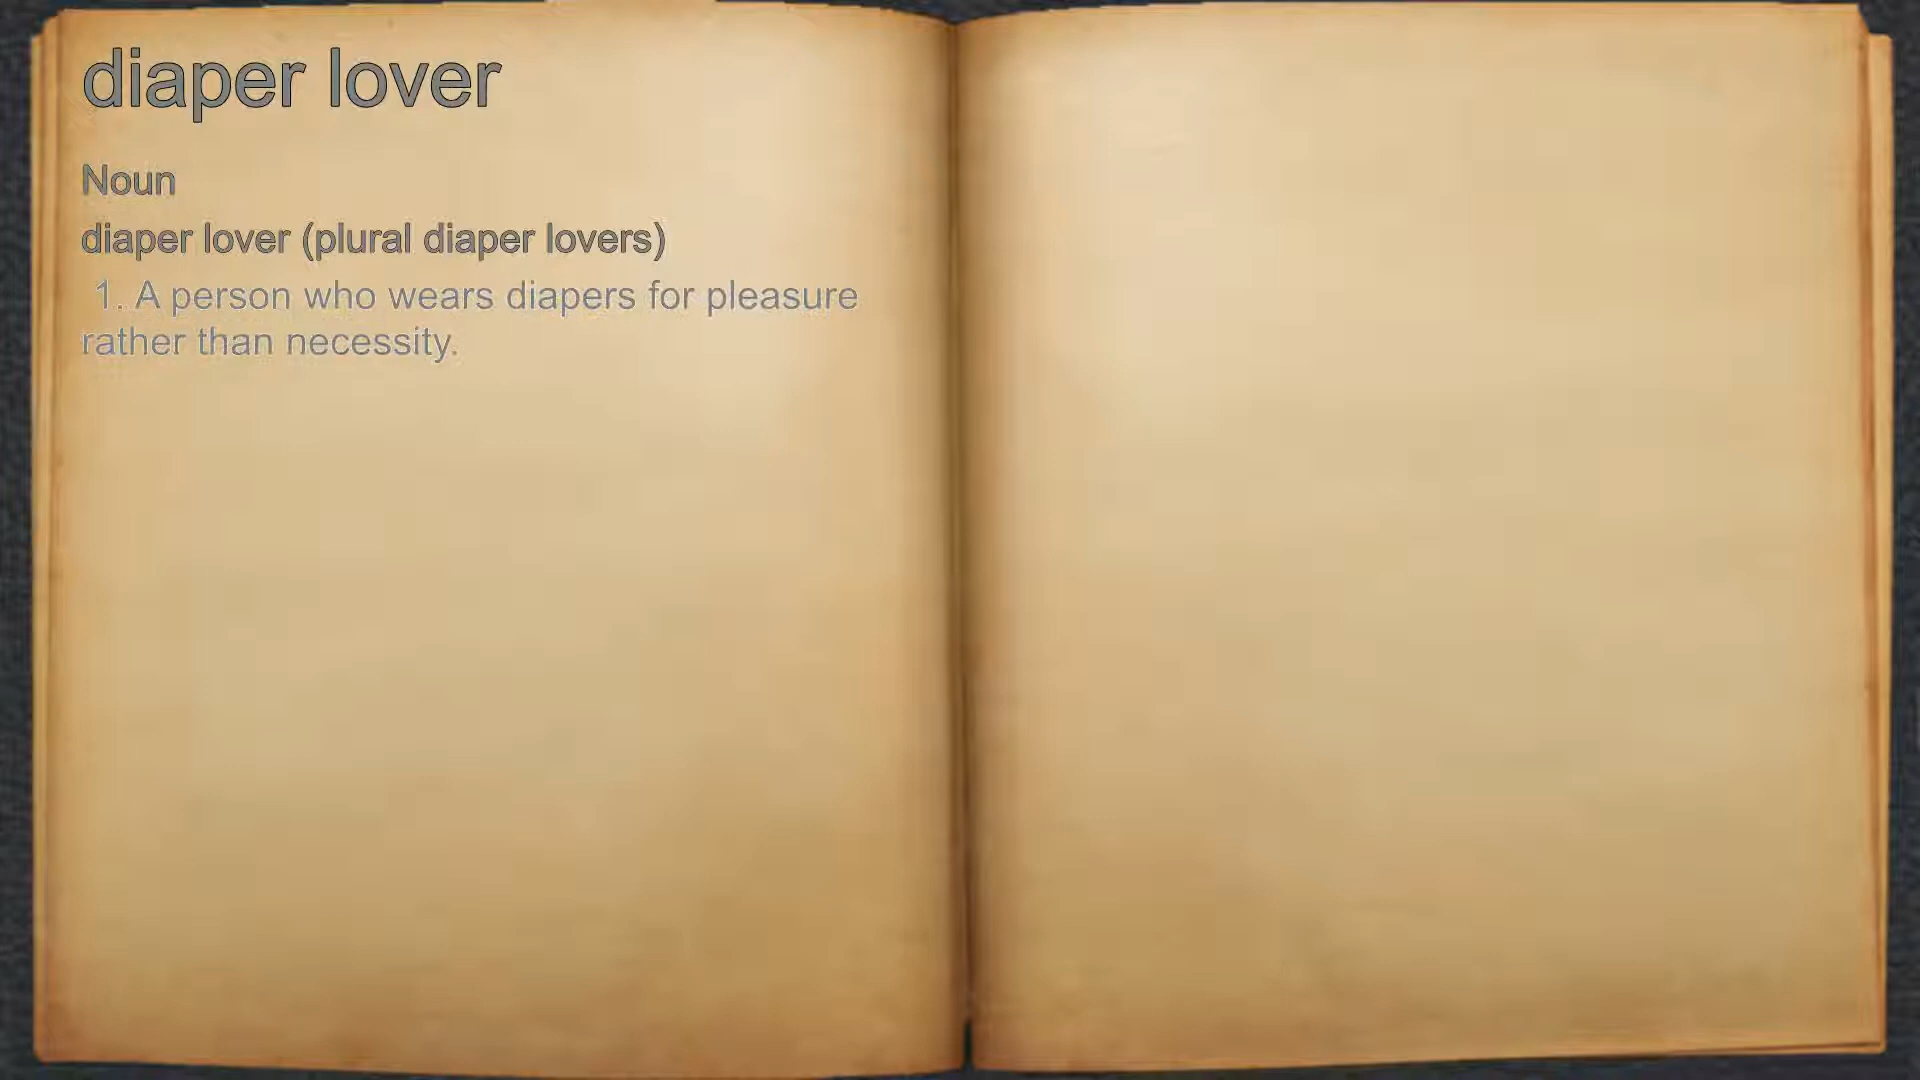 diaper lover
Noun
diaper lover (plural diaper lovers)
1. A person who wears diapers for pleasure
rather than necessity.